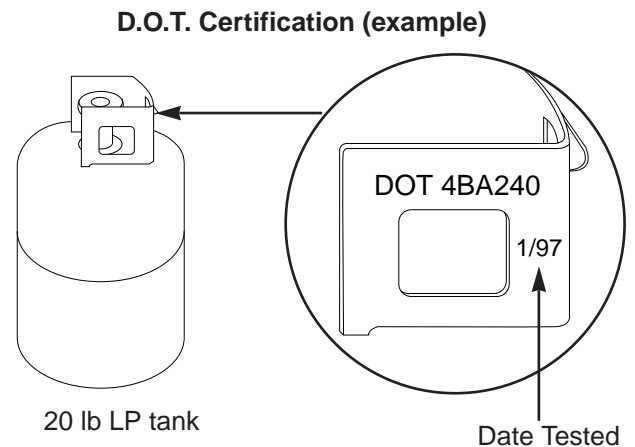 D.O.T. Certification (example)
DOT 4BA240
1/97
20 lb LP tank
Date Tested